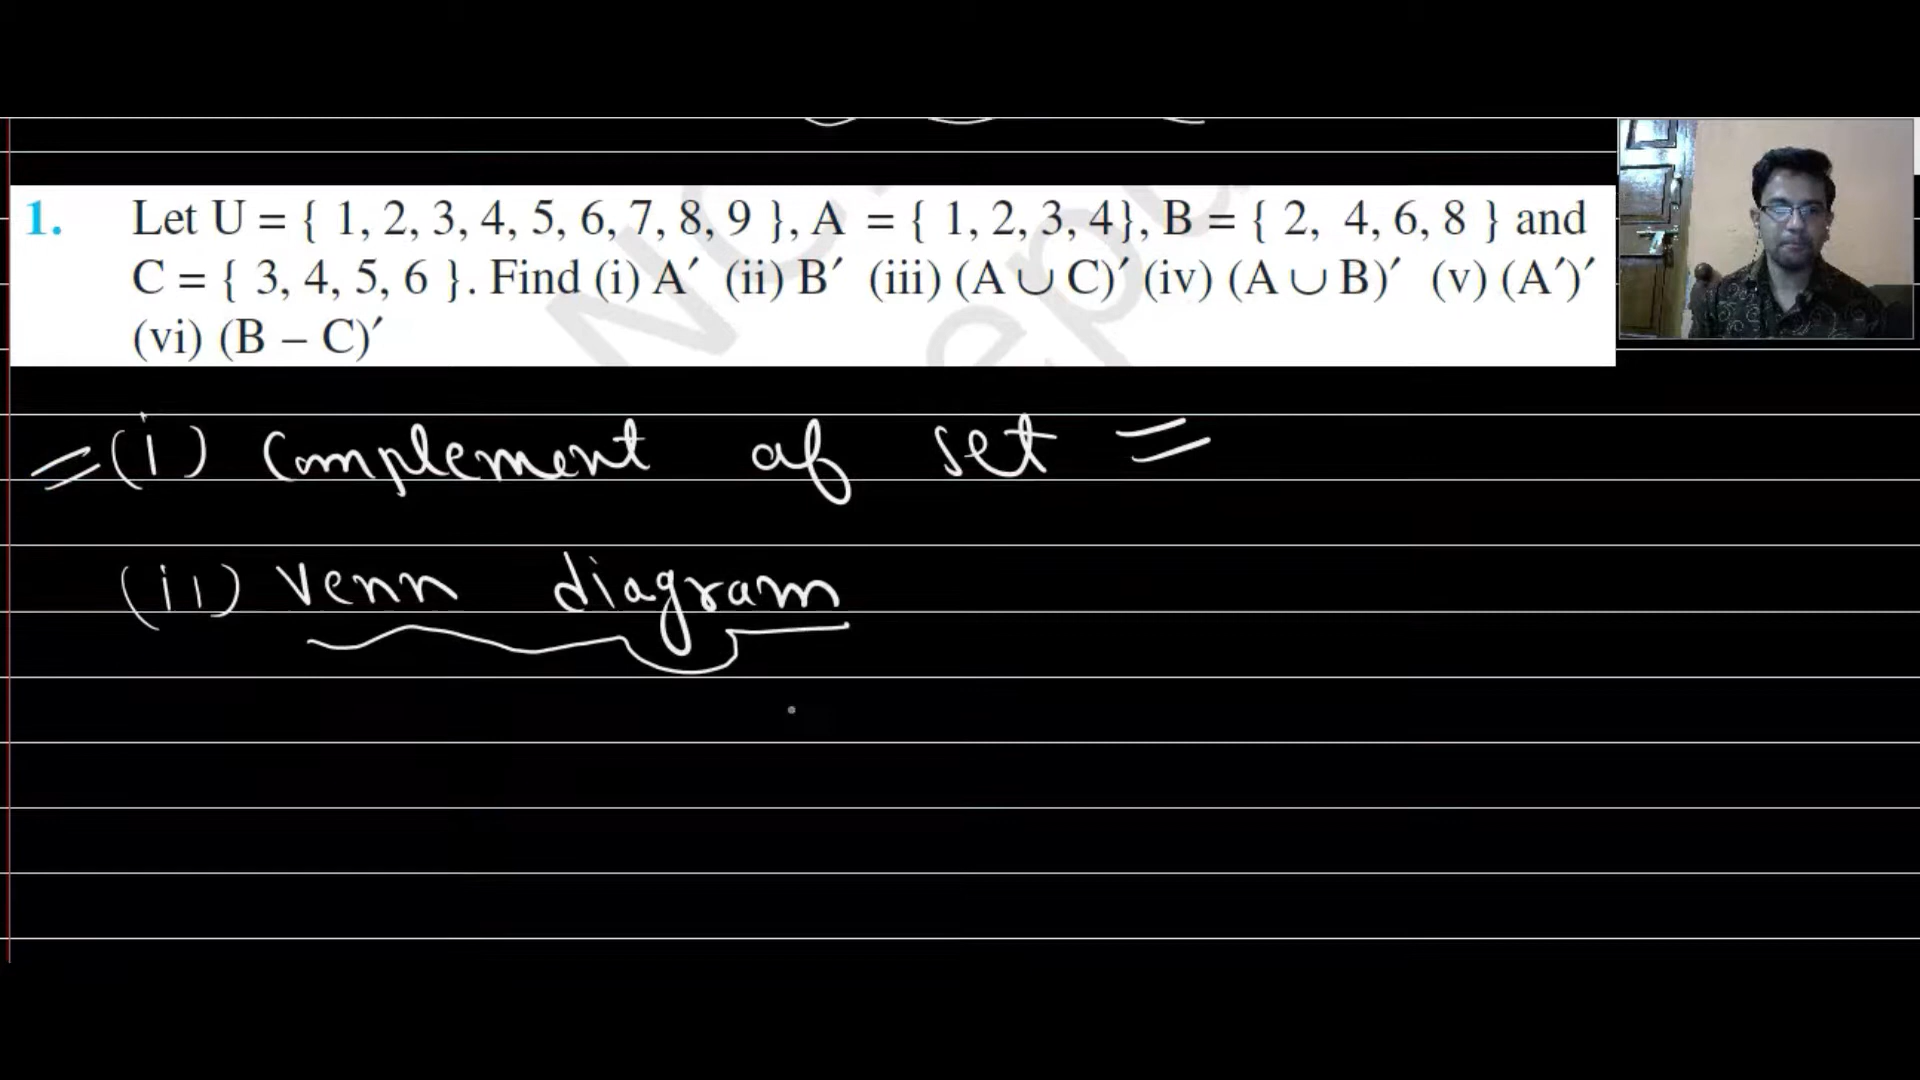 1. Let U = { 1, 2, 3, 4, 5, 6, 7, 8, 9 }, A = { 1, 2, 3, 4}, B = { 2, 4, 6, 8 } and
C = { 3, 4, 5, 6 }. Find (i) A′ (ii) B′ (iii) (A ∪ C)′ (iv) (A ∪ B)′ (v) (A′)′
(vi) (B – C)′
=(i) Complement of set =
(ii) Venn diagram